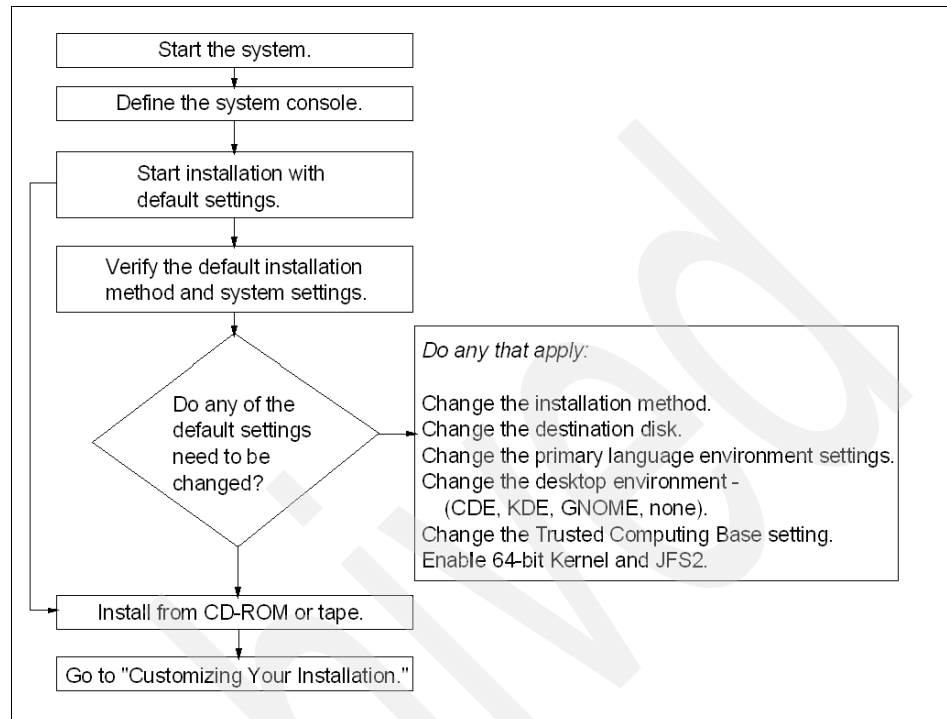 Start the system.
Define the system console.
Start installation with
default settings.
Verify the default installation
method and system settings.
Do any of the
default settings
need to be
changed?
Do any that apply:
Change the installation method.
Change the destination disk.
Change the primary language environment settings.
Change the desktop environment -
(CDE, KDE, GNOME, none).
Change the Trusted Computing Base setting.
Enable 64-bit Kernel and JFS2.
Install from CD-ROM or tape.
Go to "Customizing Your Installation."
hived